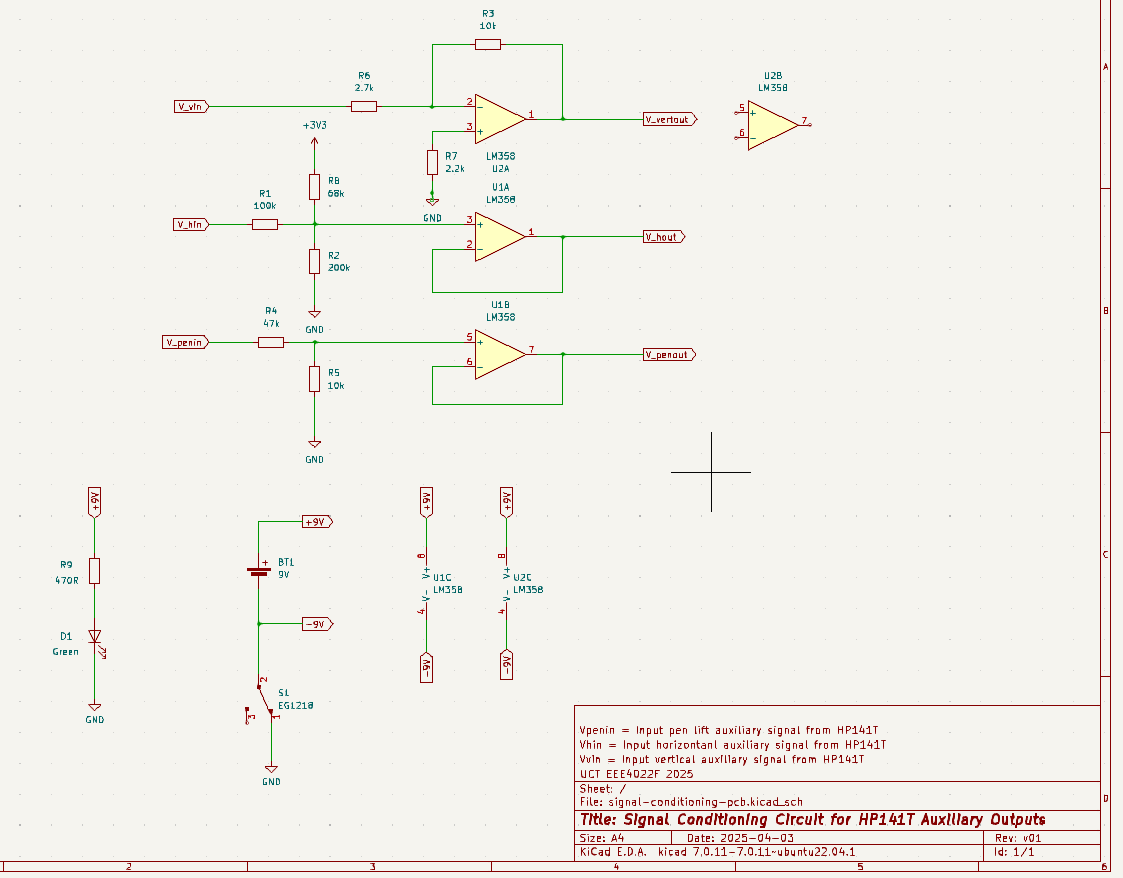 R3
10k
A
R6
2.7k
U2B
LM358
V_vin
2
-
1
V_vertout
5
+
7
6
-
3
+
+3V3
R7
2.2k
LM358
U2A
R8
68k
U1A
LM358
R1
100k
GND
V_hin
3
+
1
V_hout
2
-
R2
200k
U1B
LM358
R4
47k
GND
B
V_penin
5
+
7
V_penout
6
-
R5
10k
GND
+9V
+9V
+9V
+9V
8
V+
8
V+
C
R9
470R
+
BT1
9V
U1C
LM358
U2C
LM358
V-
4
V-
4
-9V
D1
Green
-9V
-9V
2
S1
EG1218
3
1
GND
GND
Vpenin = Input pen lift auxiliary signal from HP141T
Vhin = Input horizontanl auxiliary signal from HP141T
Vvin = Input vertical auxiliary signal from HP141T
UCT EEE4022F 2025
Sheet: /
File: signal-conditioning-pcb.kicad_sch
D
Title: Signal Conditioning Circuit for HP141T Auxiliary Outputs
Size: A4 Date: 2025-04-03 Rev: v01
KiCad E.D.A. kicad 7.0.11-7.0.11~ubuntu22.04.1 Id: 1/1
2 3 4 5 6